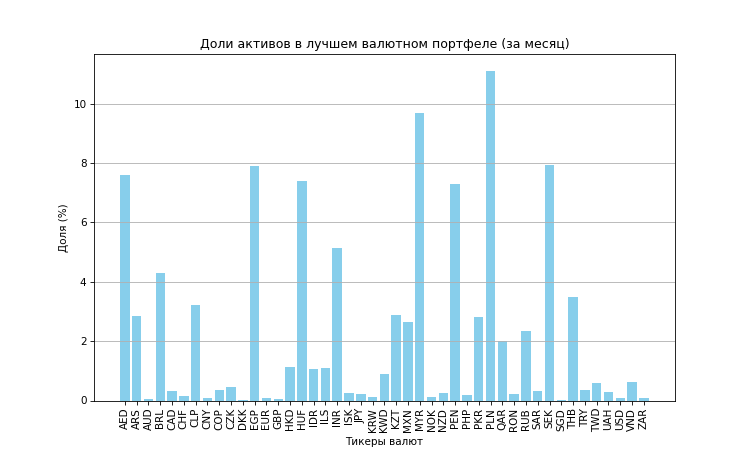 Доли активов в лучшем валютном портфеле (за месяц)
Доля (%)
10
8
6
4
2
0
AED ARS AUD BRL CAD CHF CLP CNY COP CZK DKK EGP EUR GBP HKD HUF IDR ILS INR ISK JPY KRW KWD KZT MXN MYR NOK NZD PEN PHP PKR PLN QAR RON RUB SAR SEK SGD THB TRY TWD UAH USD VND ZAR
Тикеры валют